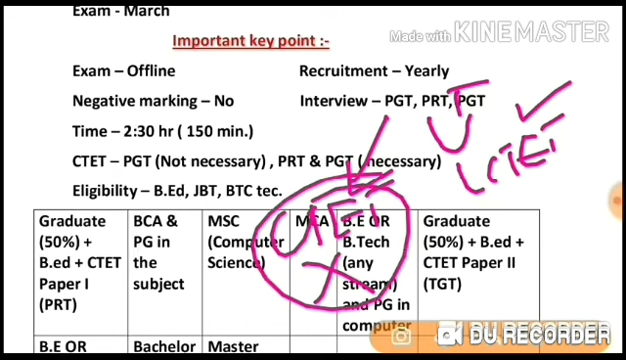 Exam - March
Made with KINEMASTER
Important key point :-
Exam – Offline
Recruitment – Yearly
Negative marking – No
Interview – PGT, PRT, PGT
T
U
Time – 2:30 hr ( 150 min.)
CTET
CTET – PGT (Not necessary) , PRT & PGT ( necessary)
Eligibility – B.Ed, JBT, BTC tec.
CTET
Graduate (50%) + B.ed + CTET Paper I (PRT)
BCA & PG in the subject
MSC (Computer Science)
MCA
B.E OR B.Tech (any stream) and PG in computer
Graduate (50%) + B.ed + CTET Paper II (TGT)
B.E OR
Bachelor
Master
DU RECORDER